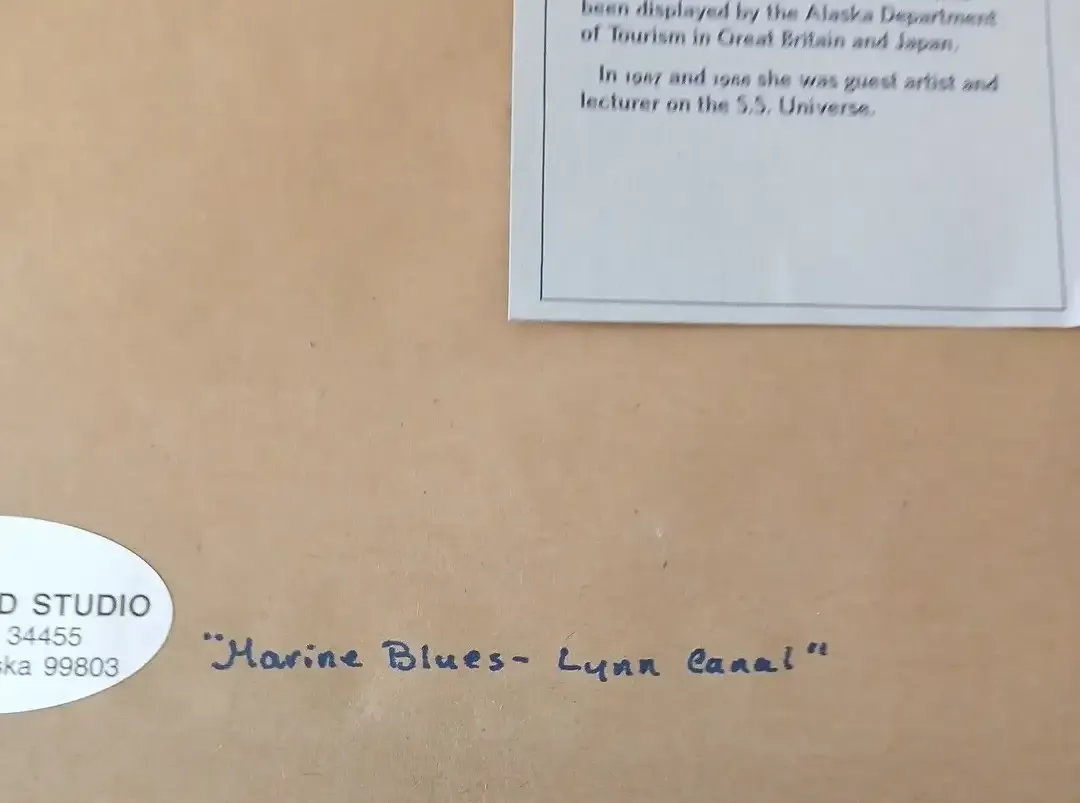 been displayed by the Alaska Department
of Tourism in Great Britain and Japan.
In 1987 and 1988 she was guest artist and
lecturer on the S.S. Universe.
D STUDIO
34455
ska 99803
"Marine Blues- Lynn Canal"